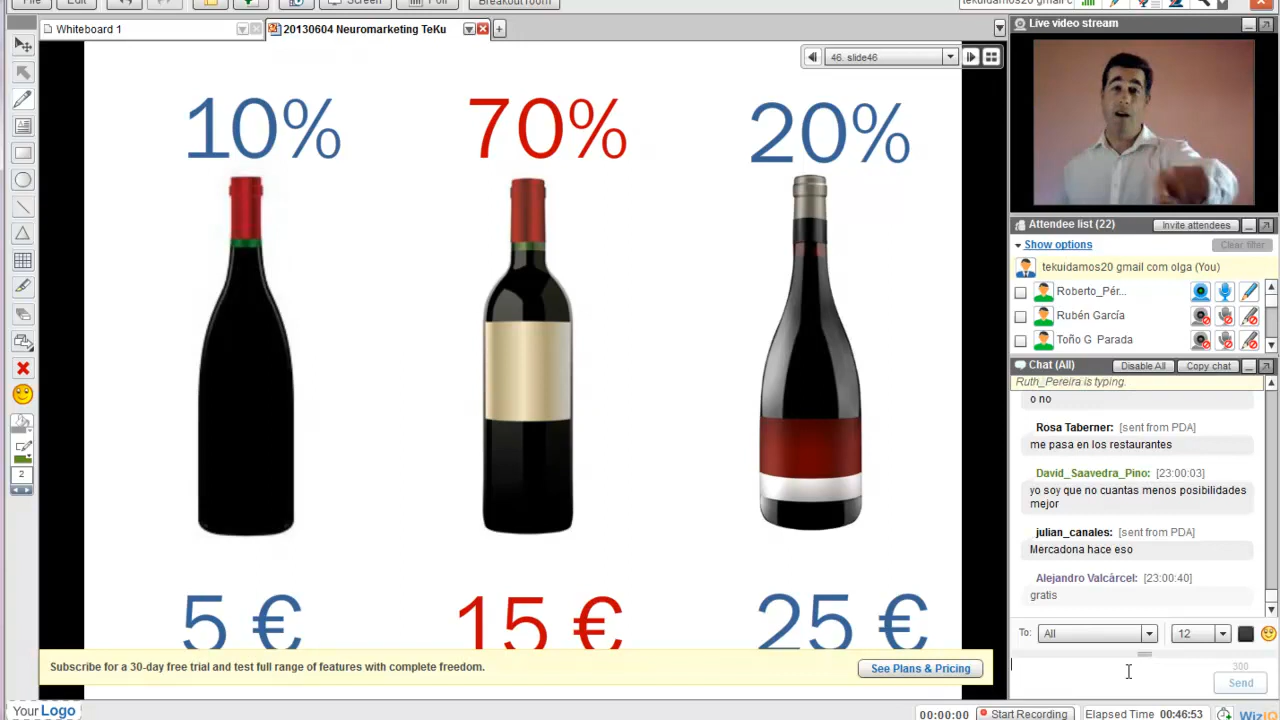 File
Edit
Screen
Poll
Breakout room
Whiteboard 1
20130604 Neuromarketing TeKu
46. slide46
10%
70%
20%
5 €
15 €
25 €
Subscribe for a 30-day free trial and test full range of features with complete freedom.
See Plans & Pricing
Your Logo
2
Live video stream
Attendee list (22)
Invite attendees
Show options
Clear filter
tekuidamos20 gmail com olga (You)
Roberto_Pér...
Rubén García
Toño G Parada
Chat (All)
Disable All
Copy chat
Ruth_Pereira is typing.
o no
Rosa Taberner: [sent from PDA]
me pasa en los restaurantes
David_Saavedra_Pino: [23:00:03]
yo soy que no cuantas menos posibilidades
mejor
julian_canales: [sent from PDA]
Mercadona hace eso
Alejandro Valcárcel: [23:00:40]
gratis
To: All
12
300
Send
00:00:00
Start Recording
Elapsed Time 00:46:53
WizIQ